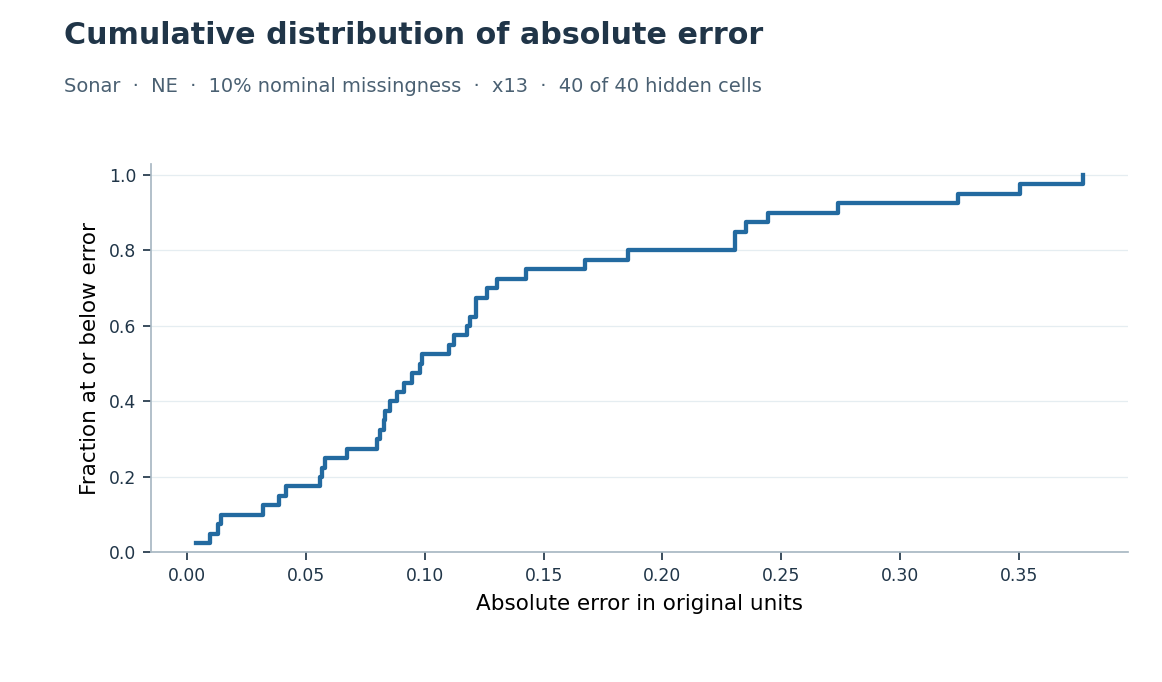 Cumulative distribution of absolute error
Sonar · NE · 10% nominal missingness · x13 · 40 of 40 hidden cells
Fraction at or below error
1.0
0.8
0.6
0.4
0.2
0.0
0.00 0.05 0.10 0.15 0.20 0.25 0.30 0.35
Absolute error in original units